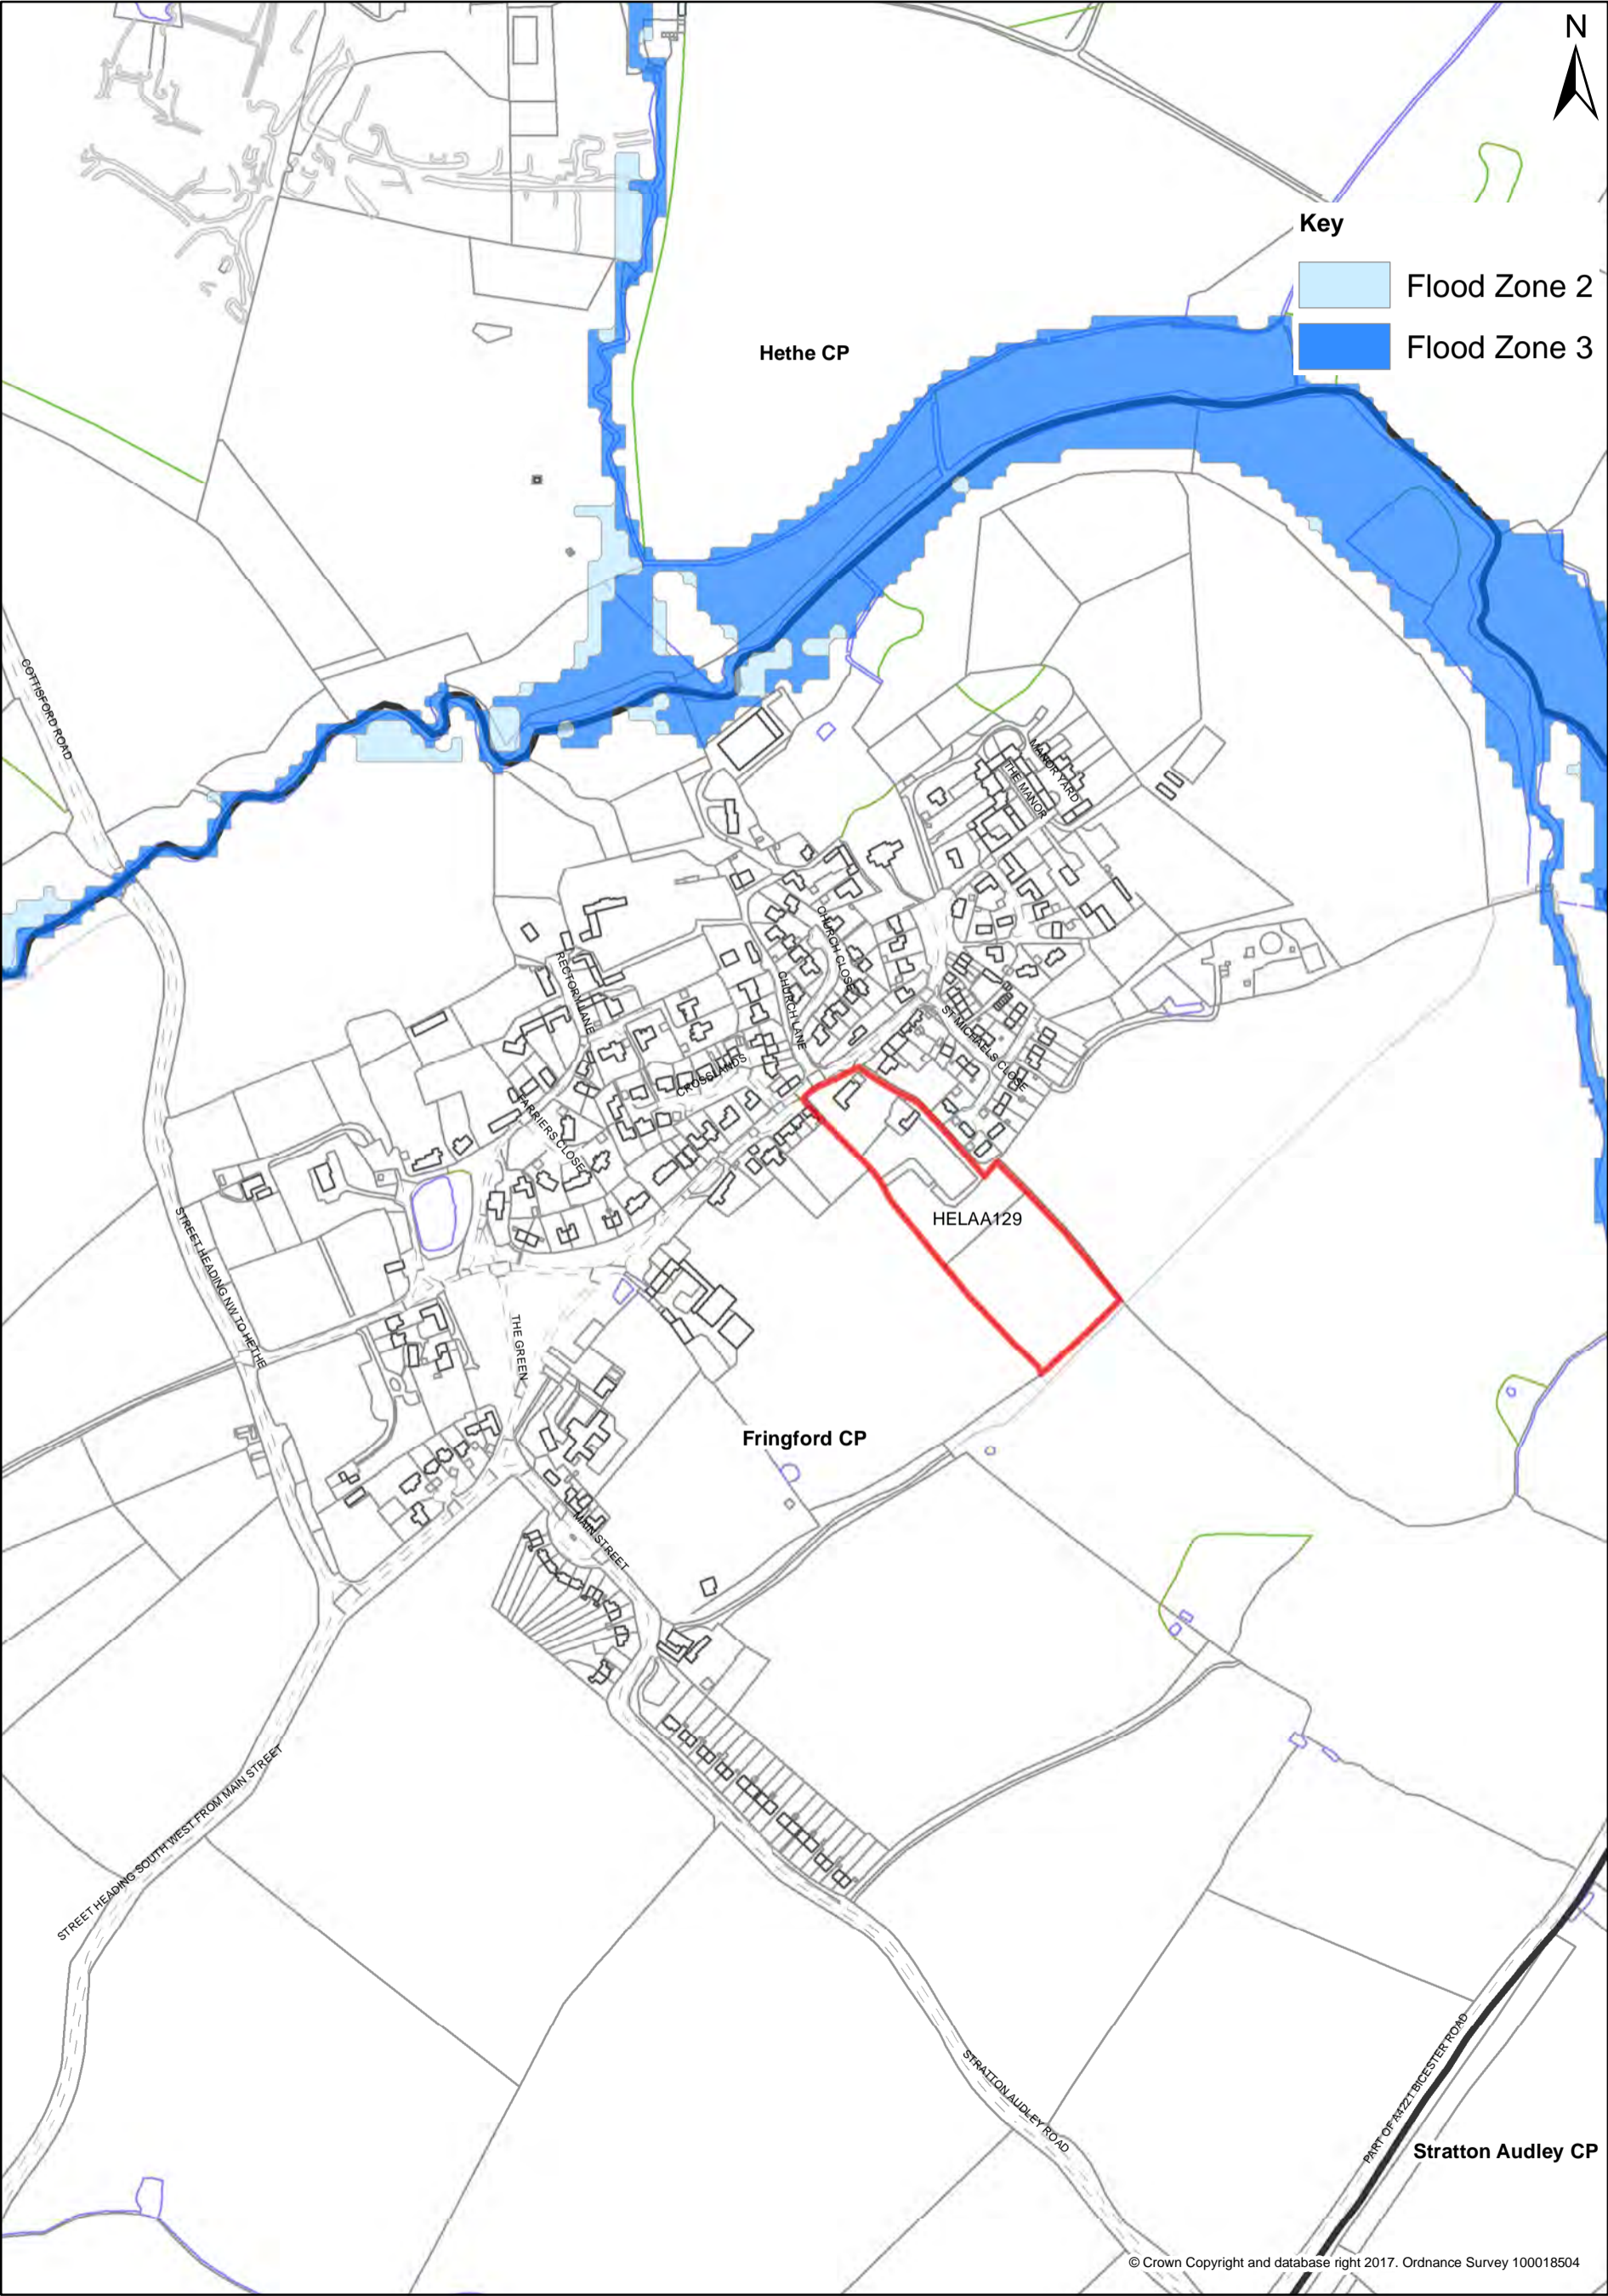 N
Key
Flood Zone 2
Flood Zone 3
Hethe CP
COTTISFORD ROAD
MANOR YARD
THE MANOR
CHURCH CLOSE
RECTORY LANE
CHURCH LANE
ST MICHAELS CLOSE
CROSSLANDS
FARRIERS CLOSE
HELAA129
STREET HEADING NW TO HETHE
THE GREEN
Fringford CP
MAIN STREET
STREET HEADING SOUTH WEST FROM MAIN STREET
STRATTON AUDLEY ROAD
PART OF A4221 BICESTER ROAD
Stratton Audley CP
© Crown Copyright and database right 2017. Ordnance Survey 100018504